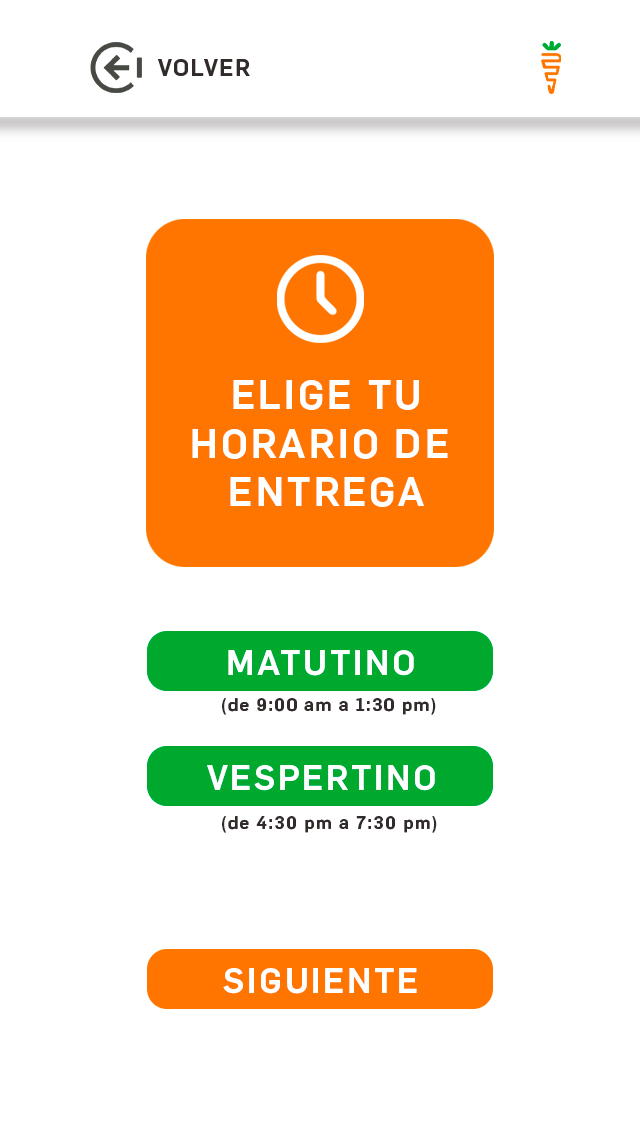 VOLVER
ELIGE TU
HORARIO DE
ENTREGA
MATUTINO
(de 9:00 am a 1:30 pm)
VESPERTINO
(de 4:30 pm a 7:30 pm)
SIGUIENTE